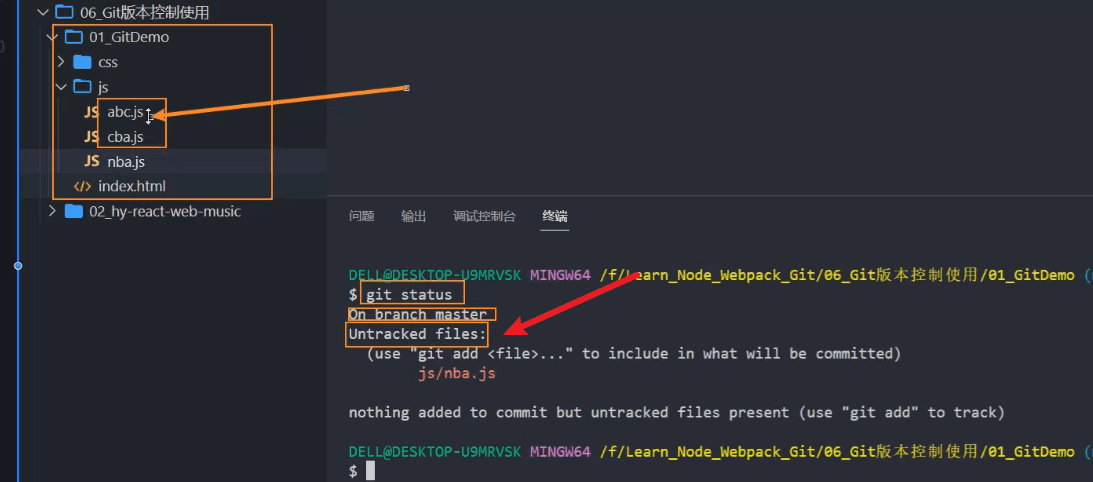 06_Git版本控制使用
01_GitDemo
css
js
JS abc.js
JS cba.js
JS nba.js
</> index.html
02_hy-react-web-music
问题 输出 调试控制台 终端
DELL@DESKTOP-U9MRVSK MINGW64 /f/Learn_Node_Webpack_Git/06_Git版本控制使用/01_GitDemo (
$ git status
On branch master
Untracked files:
(use "git add <file>..." to include in what will be committed)
js/nba.js
nothing added to commit but untracked files present (use "git add" to track)
DELL@DESKTOP-U9MRVSK MINGW64 /f/Learn_Node_Webpack_Git/06_Git版本控制使用/01_GitDemo (
$